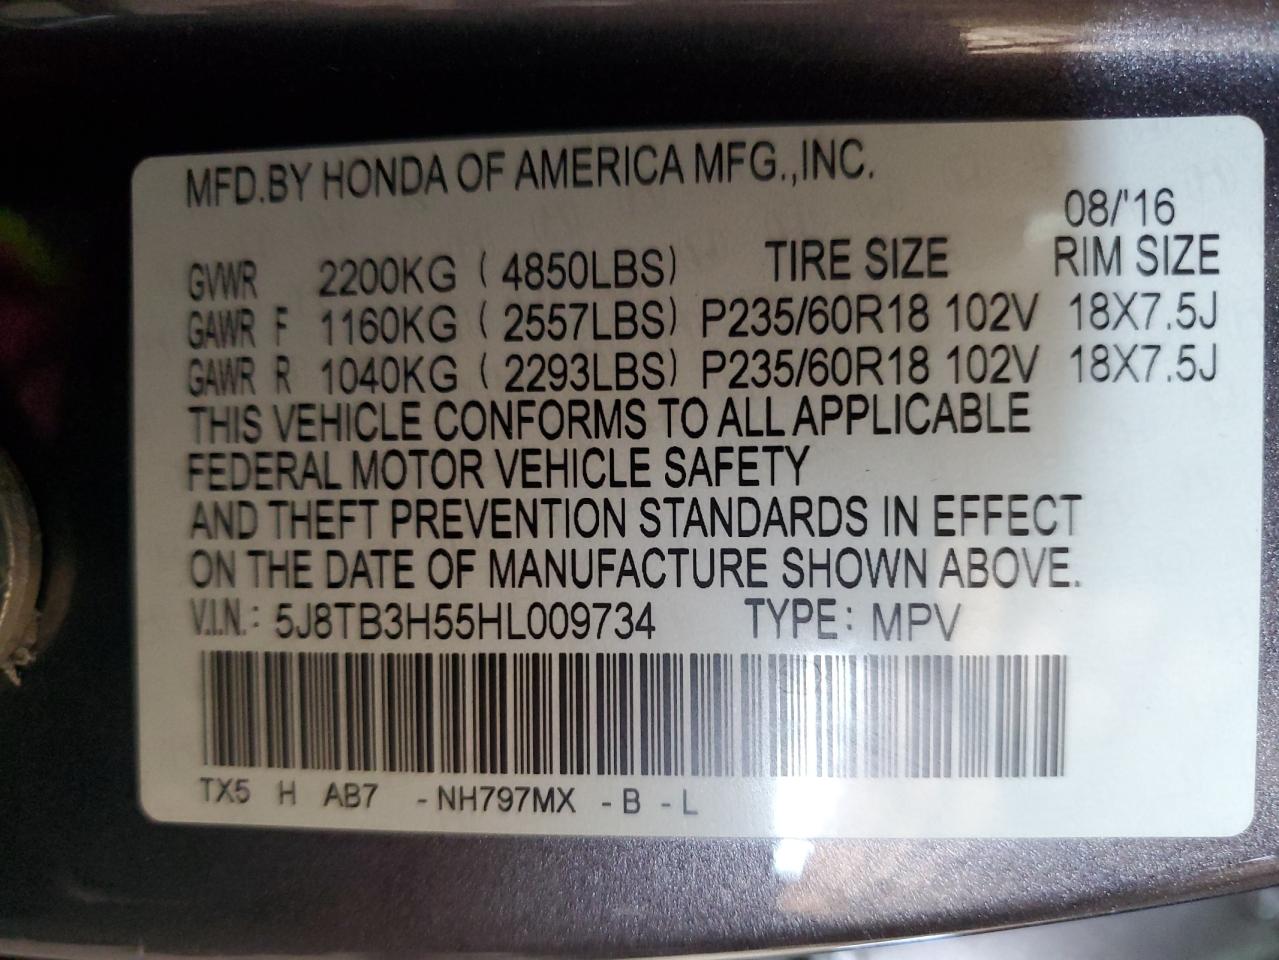 MFD.BY HONDA OF AMERICA MFG.,INC.
08/'16
GVWR 2200KG ( 4850LBS) TIRE SIZE RIM SIZE
GAWR F 1160KG ( 2557LBS) P235/60R18 102V 18X7.5J
GAWR R 1040KG ( 2293LBS) P235/60R18 102V 18X7.5J
THIS VEHICLE CONFORMS TO ALL APPLICABLE
FEDERAL MOTOR VEHICLE SAFETY
AND THEFT PREVENTION STANDARDS IN EFFECT
ON THE DATE OF MANUFACTURE SHOWN ABOVE.
V.I.N.: 5J8TB3H55HL009734 TYPE: MPV
TX5 H AB7 -NH797MX -B -L